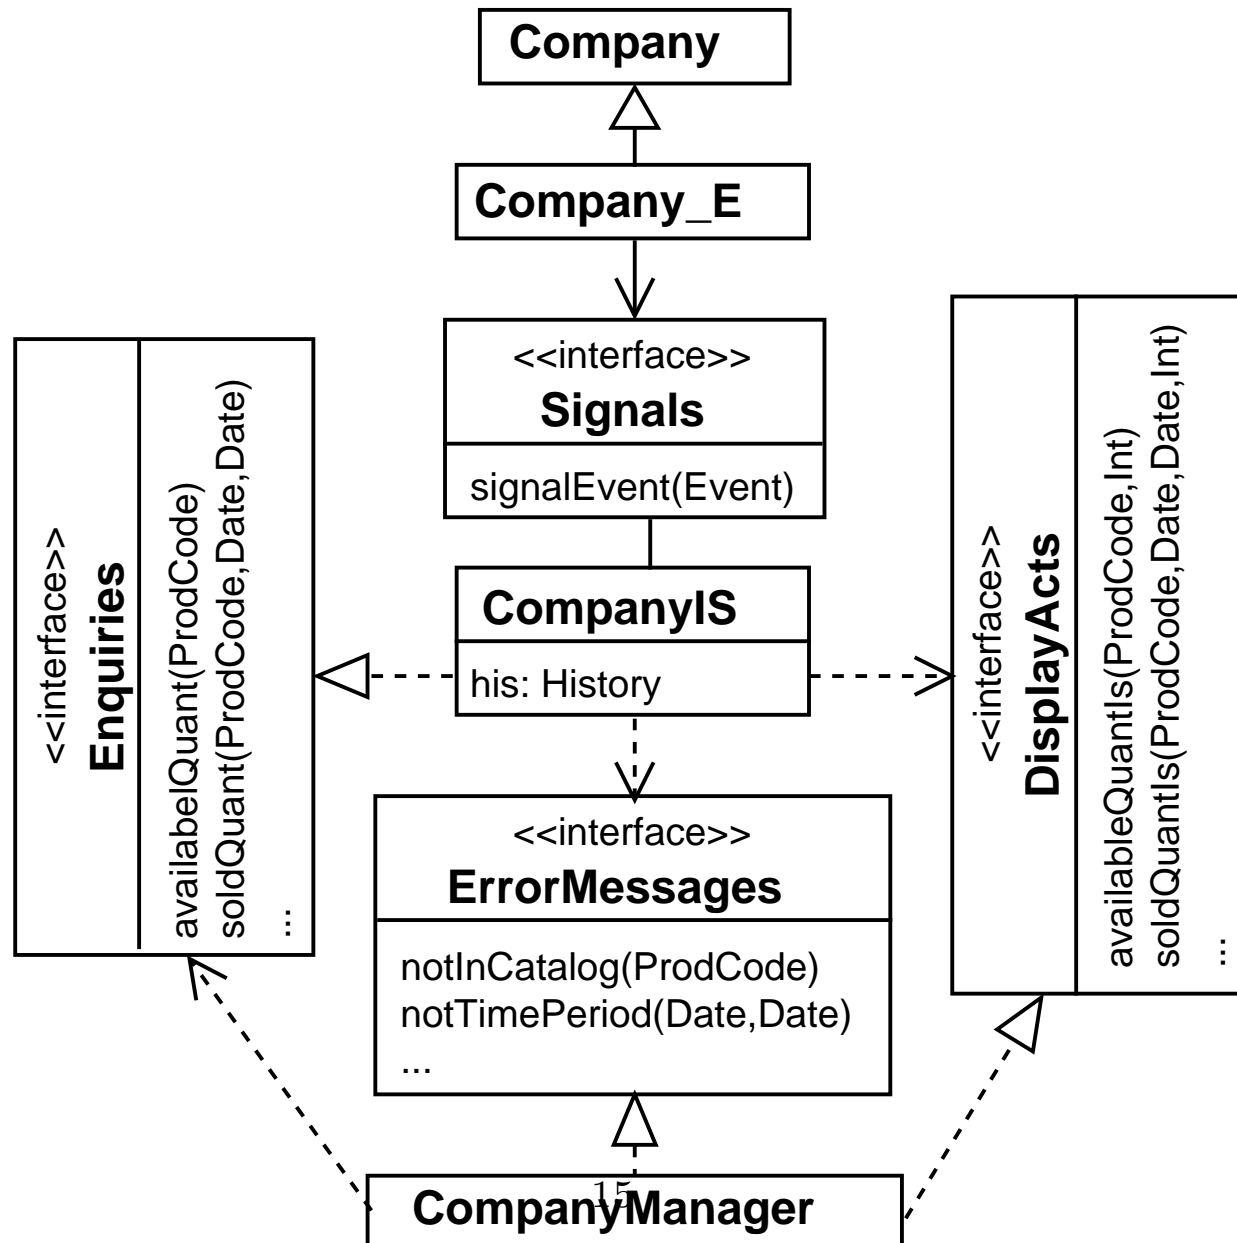 Company
Company_E
<<interface>>
Signals
signalEvent(Event)
<<interface>>
Enquiries
availabelQuant(ProdCode)
soldQuant(ProdCode,Date,Date)
...
CompanyIS
his: History
<<interface>>
DisplayActs
availableQuantIs(ProdCode,Int)
soldQuantIs(ProdCode,Date,Date,Int)
...
<<interface>>
ErrorMessages
notInCatalog(ProdCode)
notTimePeriod(Date,Date)
...
15
CompanyManager